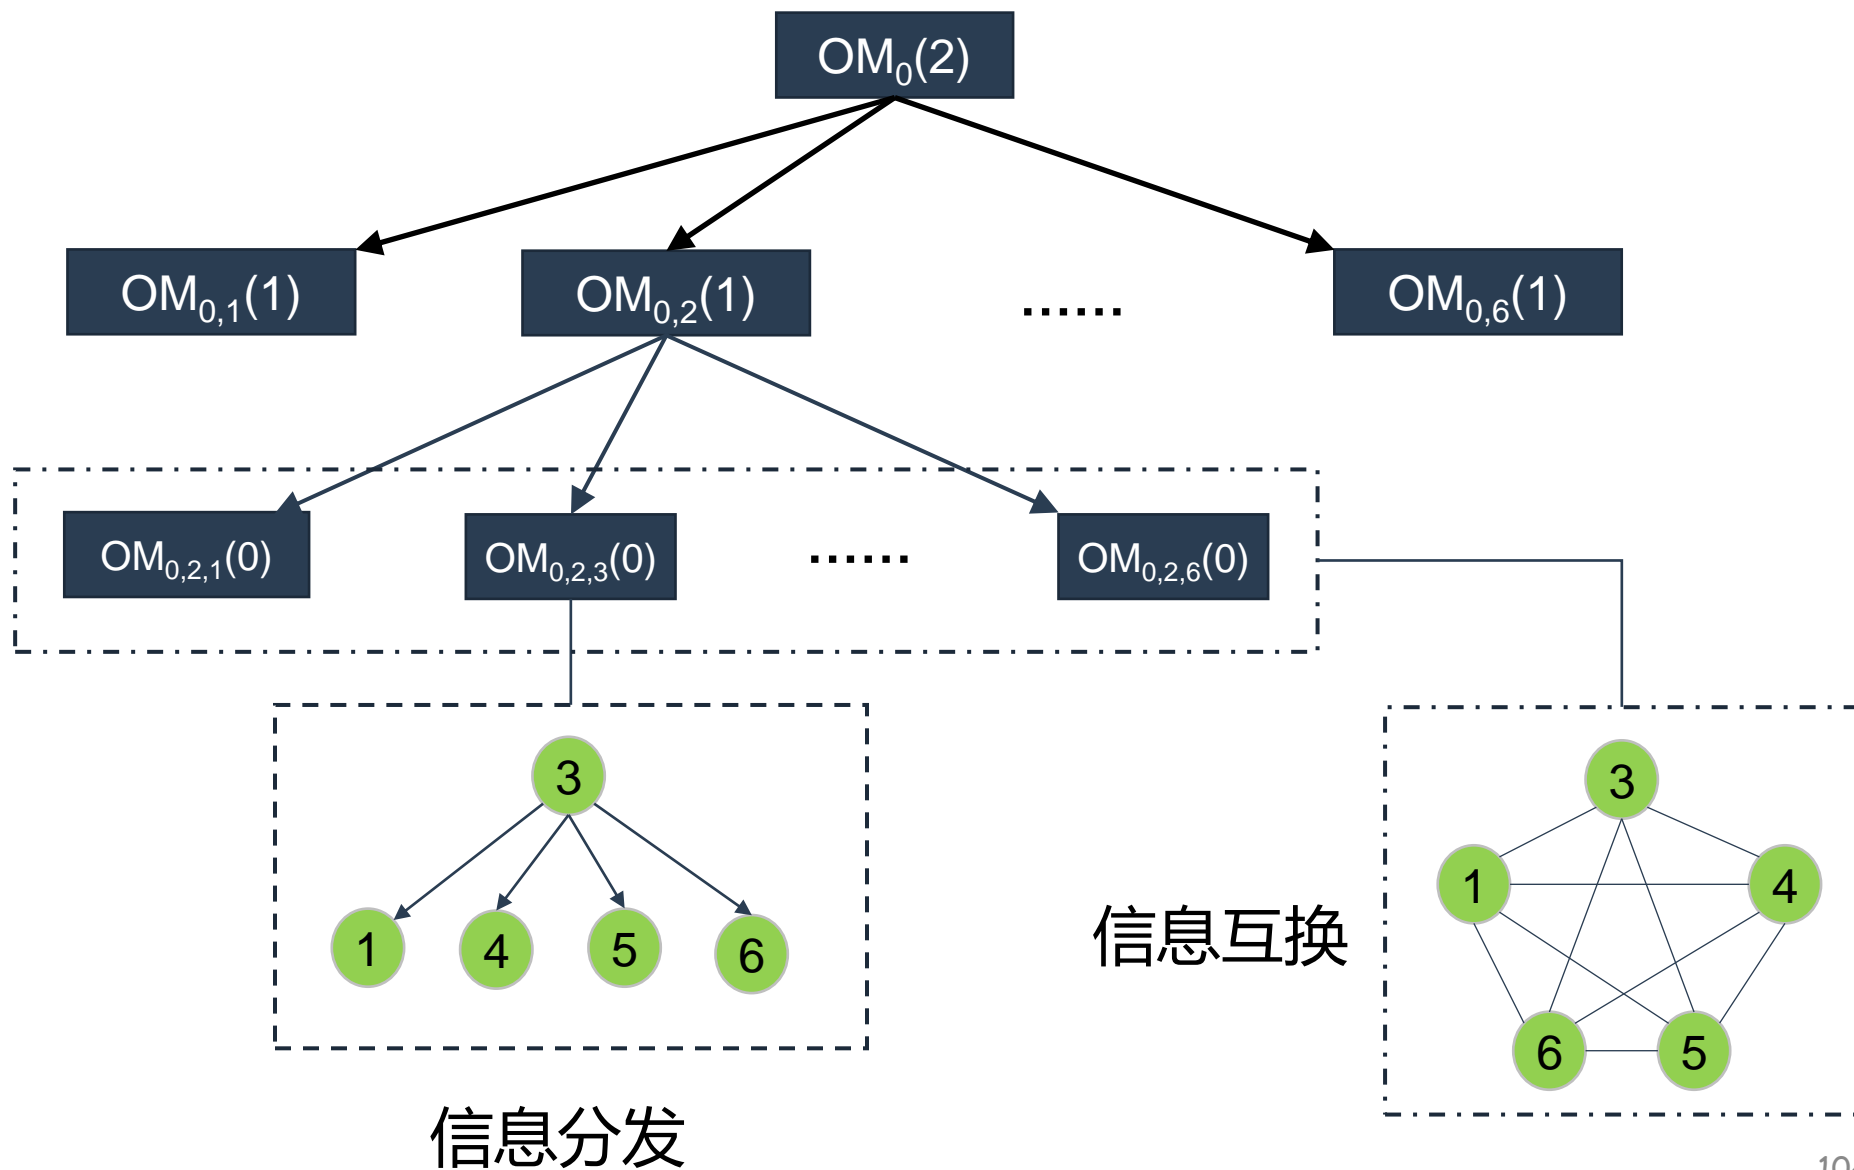 OM₀(2)
OM₀,₁(1)
OM₀,₂(1)
......
OM₀,₆(1)
OM₀,₂,₁(0)
OM₀,₂,₃(0)
......
OM₀,₂,₆(0)
3
1
4
5
6
信息分发
信息互换
3
1
4
6
5